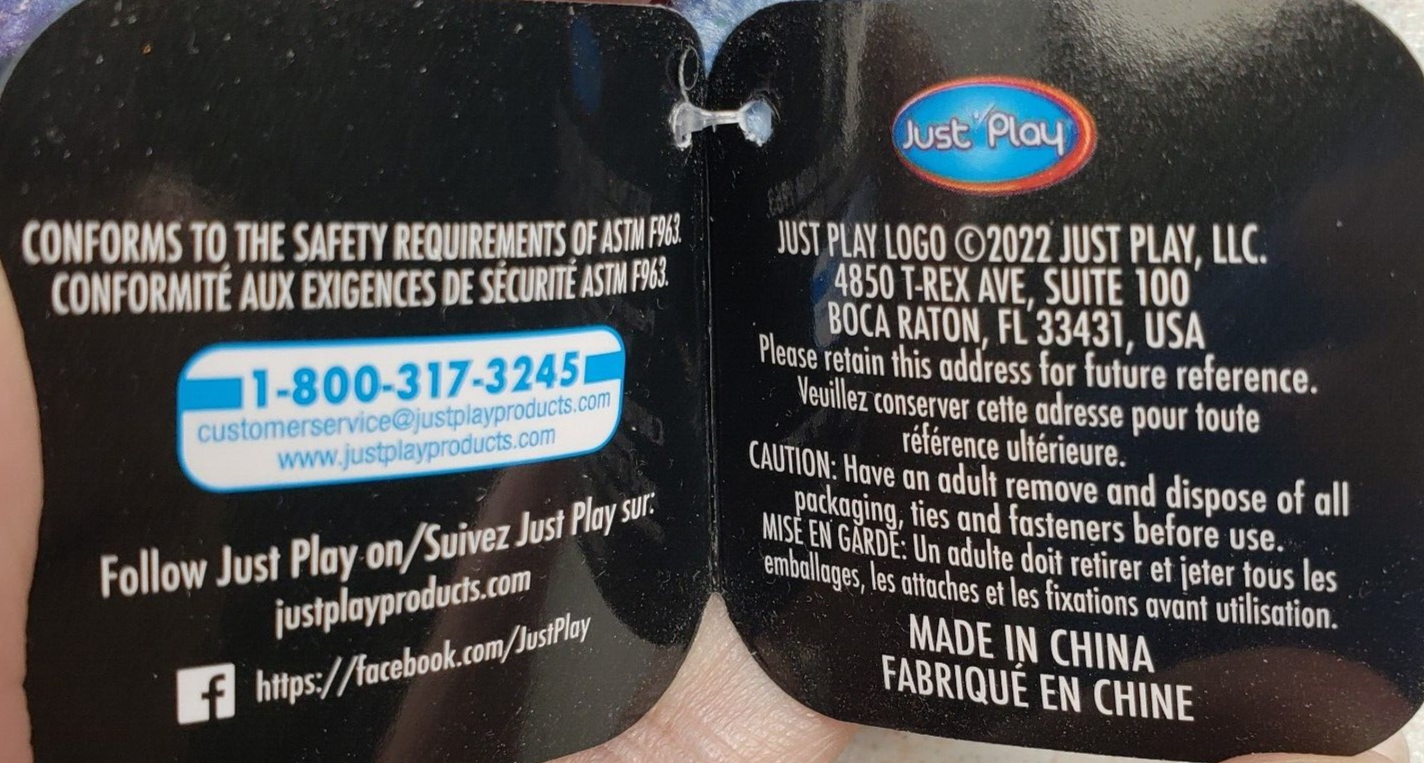 CONFORMS TO THE SAFETY REQUIREMENTS OF ASTM F963.
CONFORMITÉ AUX EXIGENCES DE SÉCURITÉ ASTM F963.
1-800-317-3245
customerservice@justplayproducts.com
www.justplayproducts.com
Follow Just Play on/Suivez Just Play sur:
justplayproducts.com
f https://facebook.com/JustPlay
Just Play
JUST PLAY LOGO ©2022 JUST PLAY, LLC.
4850 T-REX AVE, SUITE 100
BOCA RATON, FL 33431, USA
Please retain this address for future reference.
Veuillez conserver cette adresse pour toute
référence ultérieure.
CAUTION: Have an adult remove and dispose of all
packaging, ties and fasteners before use.
MISE EN GARDE: Un adulte doit retirer et jeter tous les
emballages, les attaches et les fixations avant utilisation.
MADE IN CHINA
FABRIQUÉ EN CHINE